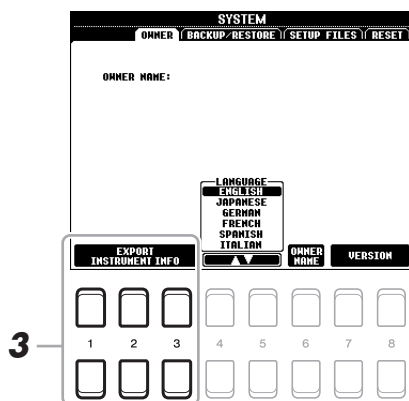 SYSTEM
OWNER BACKUP/RESTORE SETUP FILES RESET
OWNER NAME:
LANGUAGE
ENGLISH
JAPANESE
GERMAN
FRENCH
SPANISH
ITALIAN
EXPORT
INSTRUMENT INFO
▲▼
OWNER
NAME
VERSION
3
1 2 3 4 5 6 7 8